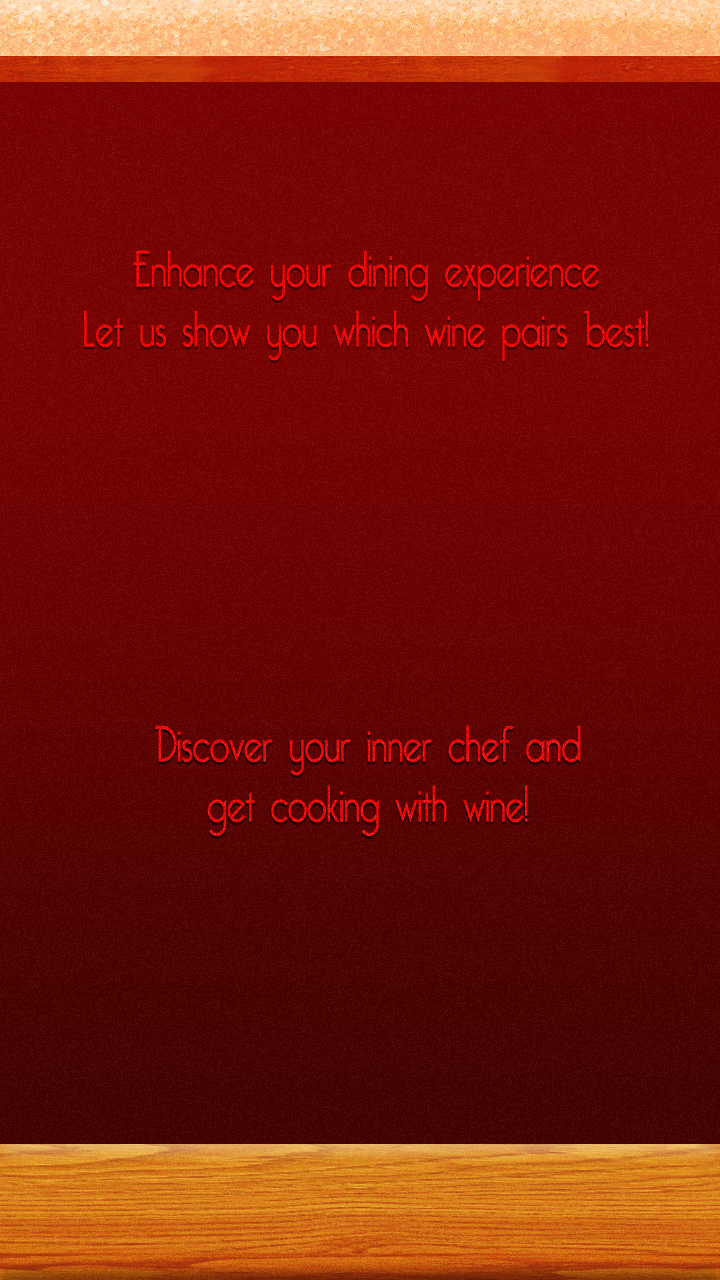 Enhance your dining experience
Let us show you which wine pairs best!
Discover your inner chef and
get cooking with wine!